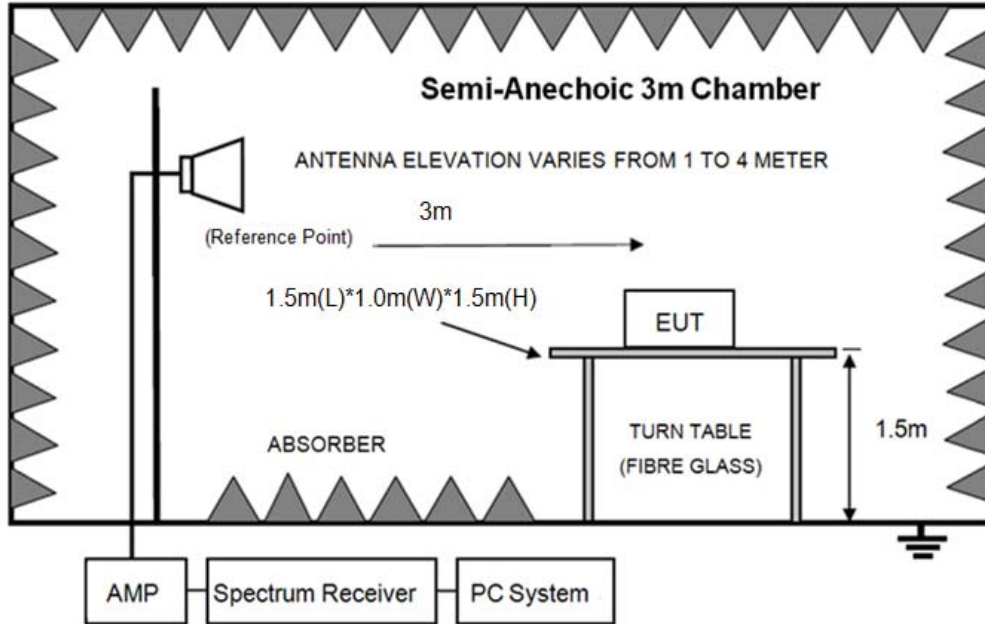 Semi-Anechoic 3m Chamber
ANTENNA ELEVATION VARIES FROM 1 TO 4 METER
3m
(Reference Point)
1.5m(L)*1.0m(W)*1.5m(H)
EUT
ABSORBER
TURN TABLE
(FIBRE GLASS)
1.5m
AMP
Spectrum Receiver
PC System